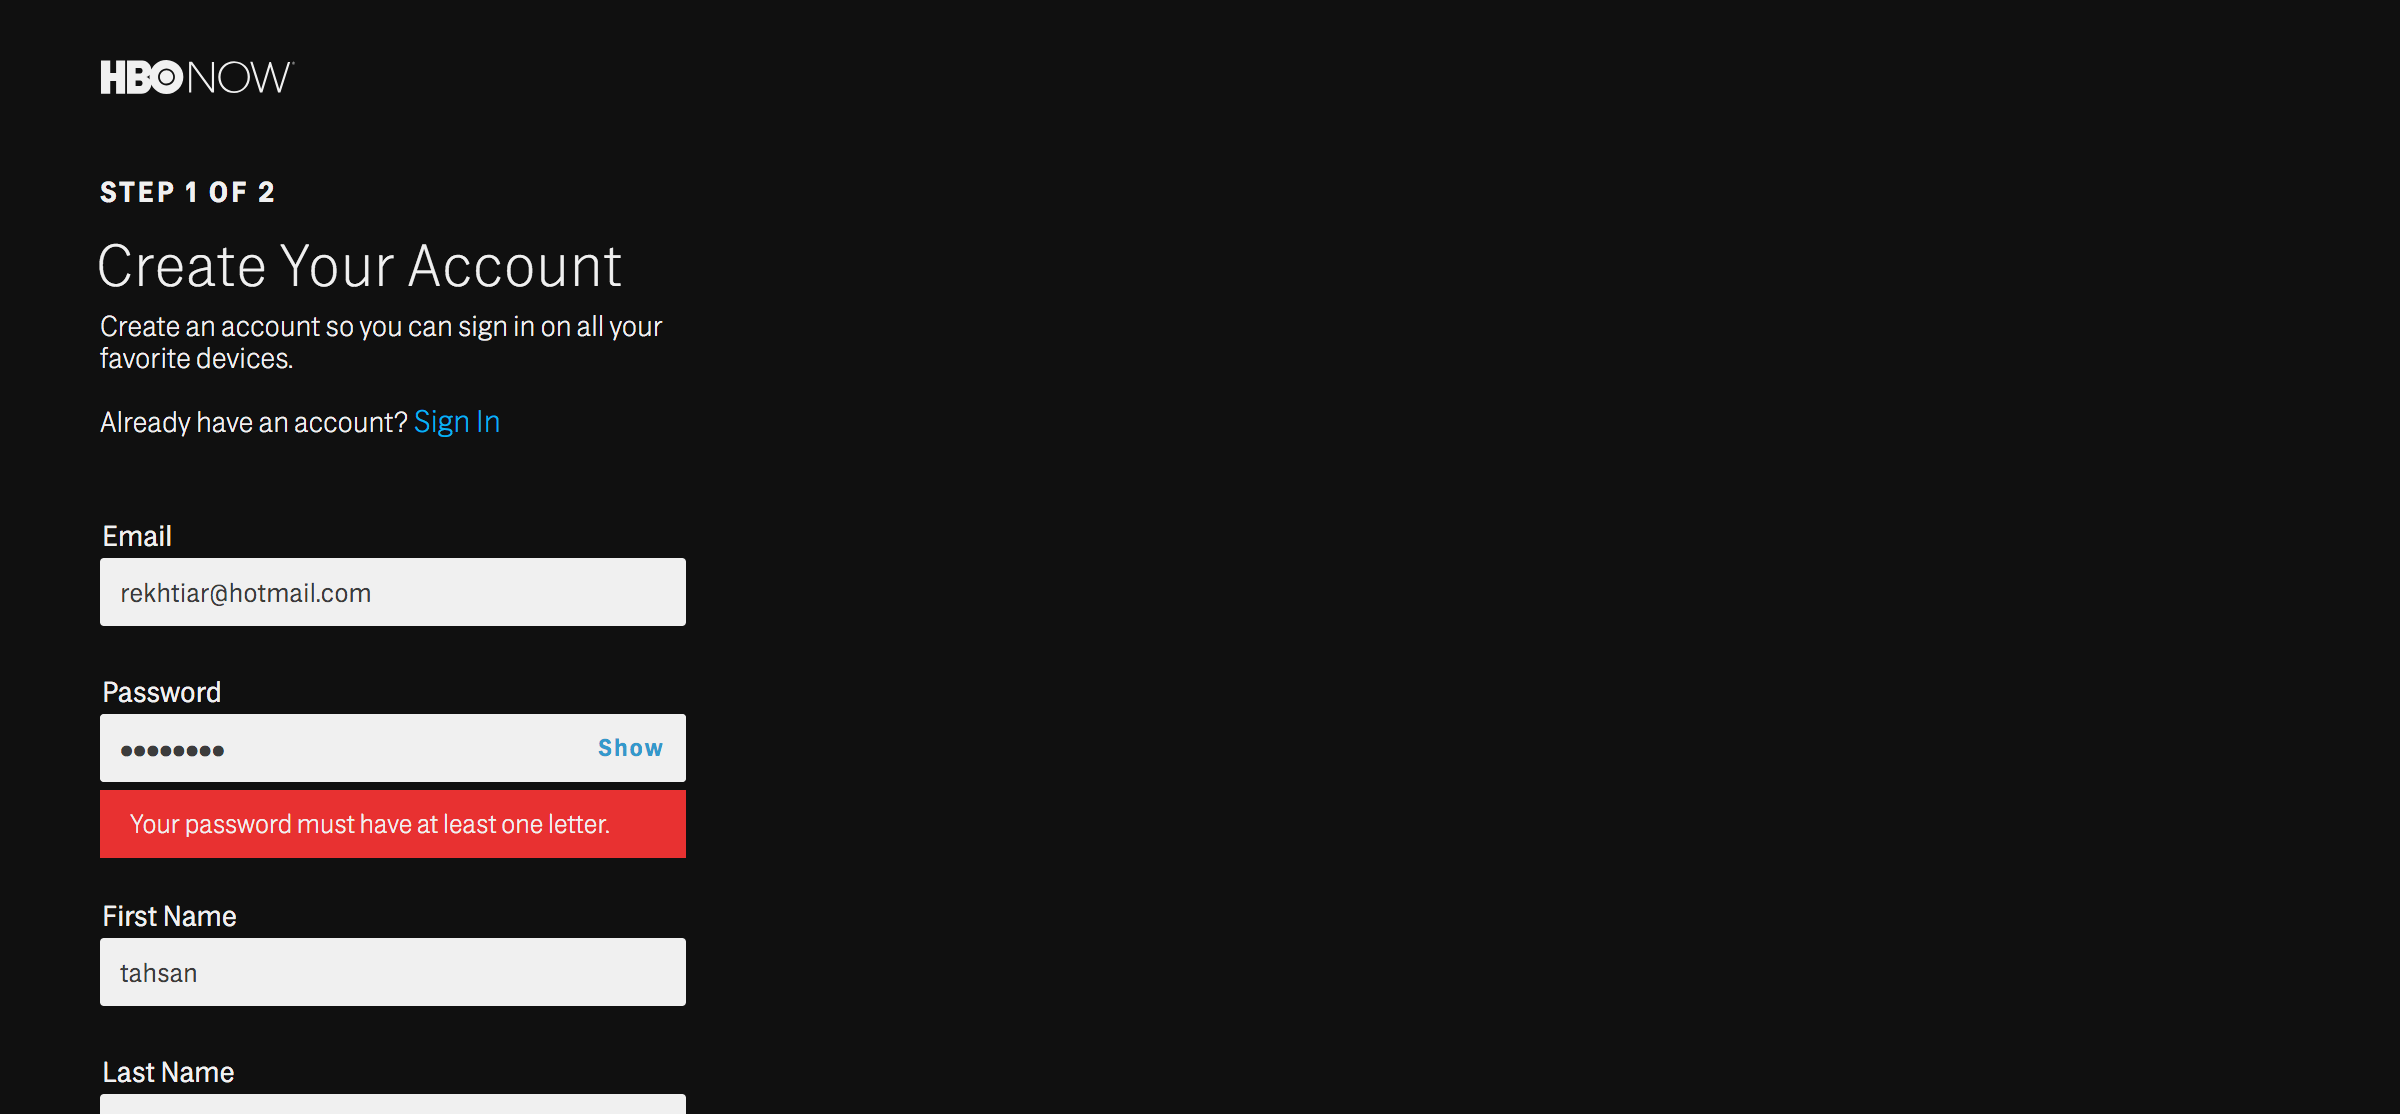 HBO NOW
STEP 1 OF 2
Create Your Account
Create an account so you can sign in on all your
favorite devices.
Already have an account? Sign In
Email
rekhtiar@hotmail.com
Password
●●●●●●●● Show
Your password must have at least one letter.
First Name
tahsan
Last Name